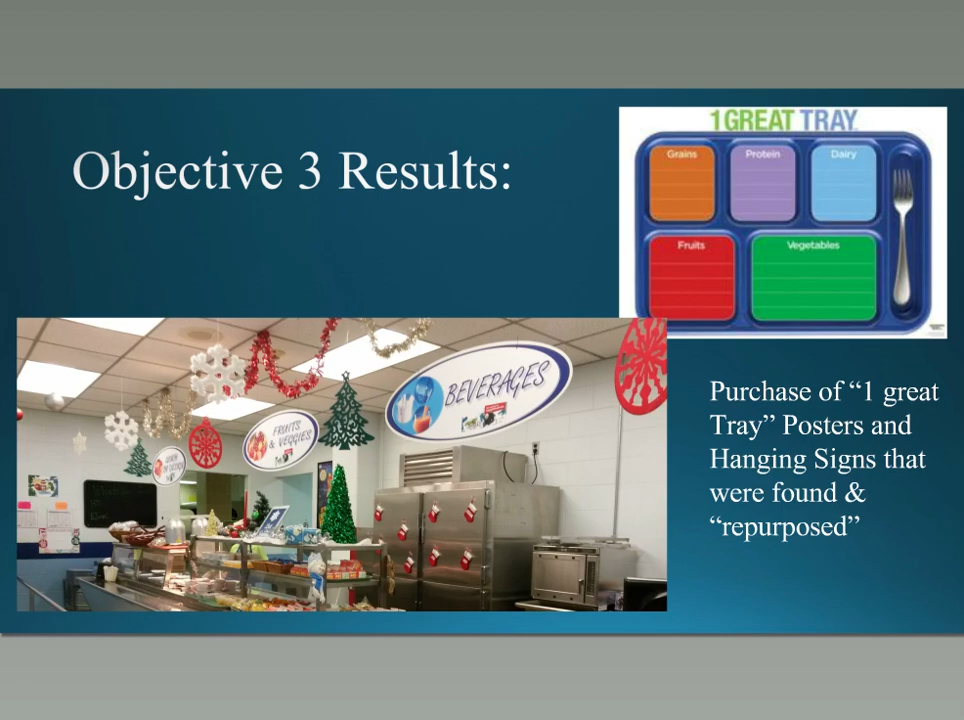 Objective 3 Results:
1 GREAT TRAY
Grains
Protein
Dairy
Fruits
Vegetables
BEVERAGES
FRUITS
& VEGGIES
Purchase of “1 great
Tray” Posters and
Hanging Signs that
were found &
“repurposed”